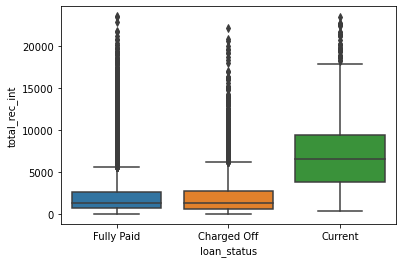 20000
15000
10000
5000
0
total_rec_int
Fully Paid
Charged Off
Current
loan_status